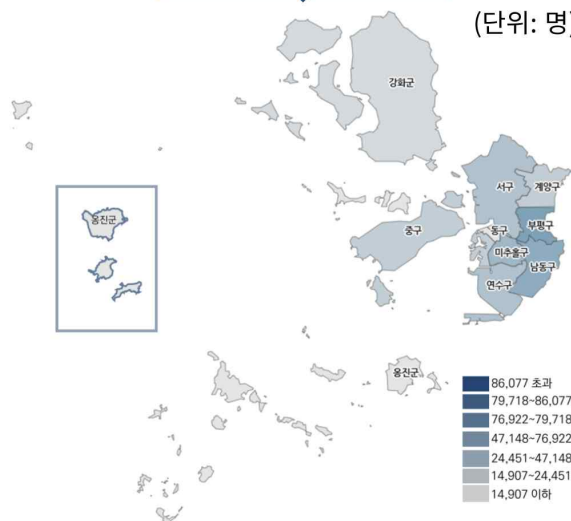 (단위: 명)
강화군
서구
계양구
옹진군
중구
동구
부평구
미추홀구
남동구
연수구
옹진군
86,077 초과
79,718~86,077
76,922~79,718
47,148~76,922
24,451~47,148
14,907~24,451
14,907 이하